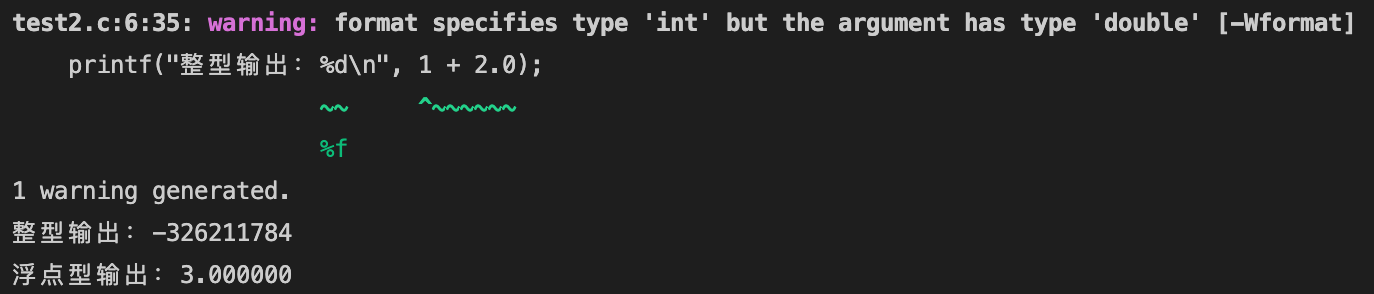 test2.c:6:35: warning: format specifies type 'int' but the argument has type 'double' [-Wformat]
    printf("整型输出：%d\n", 1 + 2.0);
                      ~~     ^~~~~~~
                      %f
1 warning generated.
整型输出：-326211784
浮点型输出：3.000000